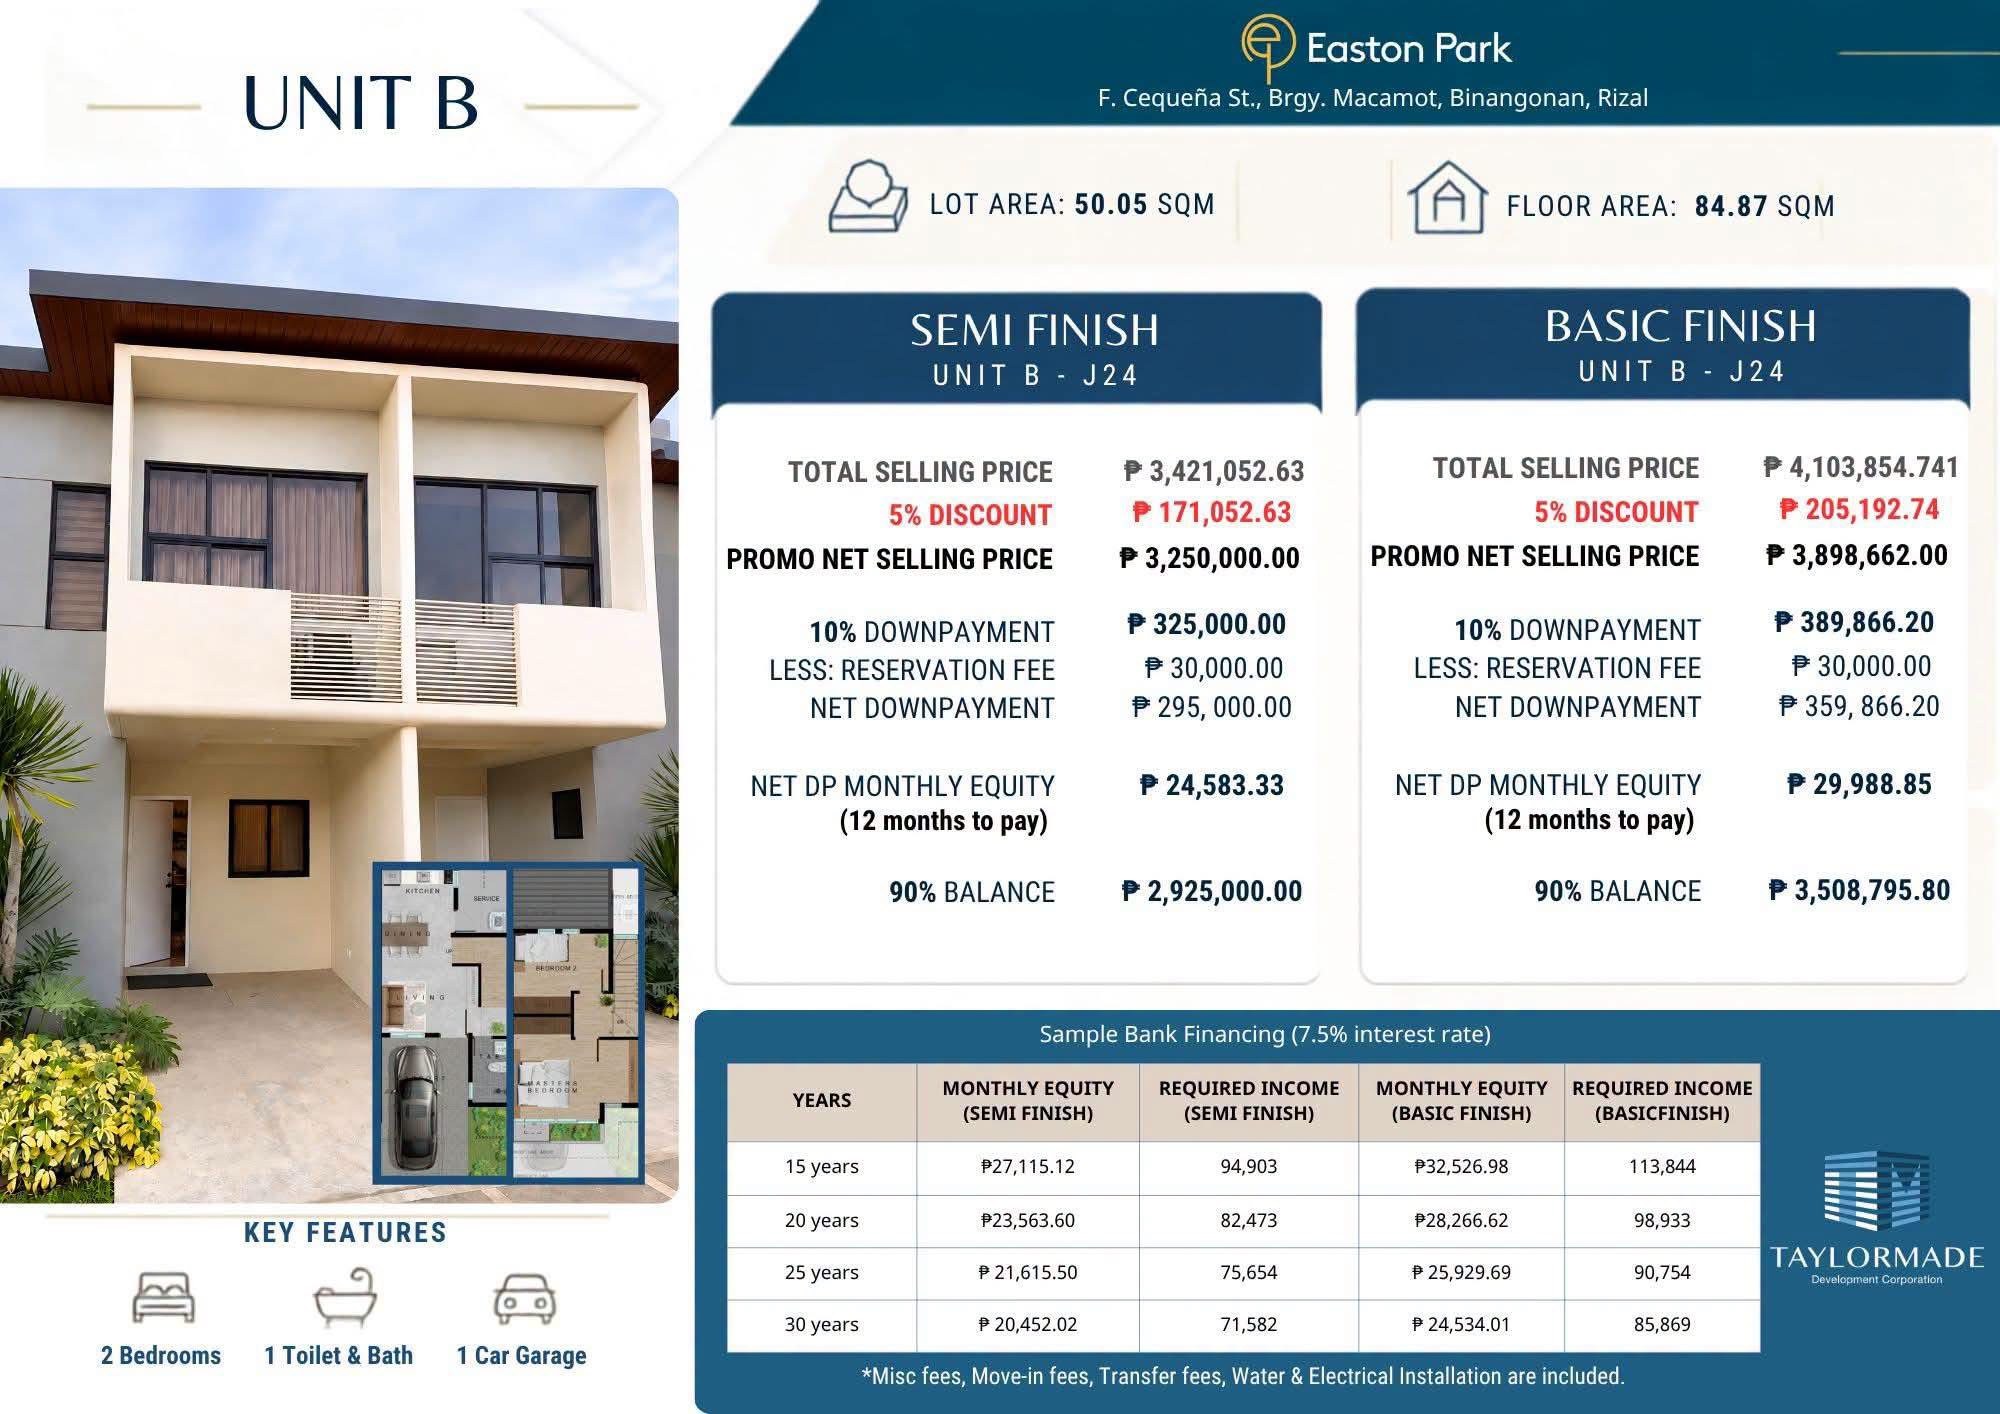 UNIT B
Easton Park
F. Cequeña St., Brgy. Macamot, Binangonan, Rizal
LOT AREA: 50.05 SQM
FLOOR AREA: 84.87 SQM
SEMI FINISH
UNIT B - J24
TOTAL SELLING PRICE ₱ 3,421,052.63
5% DISCOUNT ₱ 171,052.63
PROMO NET SELLING PRICE ₱ 3,250,000.00
10% DOWNPAYMENT ₱ 325,000.00
LESS: RESERVATION FEE ₱ 30,000.00
NET DOWNPAYMENT ₱ 295, 000.00
NET DP MONTHLY EQUITY ₱ 24,583.33
(12 months to pay)
90% BALANCE ₱ 2,925,000.00
BASIC FINISH
UNIT B - J24
TOTAL SELLING PRICE ₱ 4,103,854.741
5% DISCOUNT ₱ 205,192.74
PROMO NET SELLING PRICE ₱ 3,898,662.00
10% DOWNPAYMENT ₱ 389,866.20
LESS: RESERVATION FEE ₱ 30,000.00
NET DOWNPAYMENT ₱ 359, 866.20
NET DP MONTHLY EQUITY ₱ 29,988.85
(12 months to pay)
90% BALANCE ₱ 3,508,795.80
KITCHEN
SERVICE
DINING
UP
LIVING
T&B
BEDROOM 2
MASTERS
BEDROOM
KEY FEATURES
2 Bedrooms
1 Toilet & Bath
1 Car Garage
Sample Bank Financing (7.5% interest rate)
YEARS MONTHLY EQUITY (SEMI FINISH) REQUIRED INCOME (SEMI FINISH) MONTHLY EQUITY (BASIC FINISH) REQUIRED INCOME (BASICFINISH)
15 years ₱27,115.12 94,903 ₱32,526.98 113,844
20 years ₱23,563.60 82,473 ₱28,266.62 98,933
25 years ₱ 21,615.50 75,654 ₱ 25,929.69 90,754
30 years ₱ 20,452.02 71,582 ₱ 24,534.01 85,869
*Misc fees, Move-in fees, Transfer fees, Water & Electrical Installation are included.
TAYLORMADE
Development Corporation